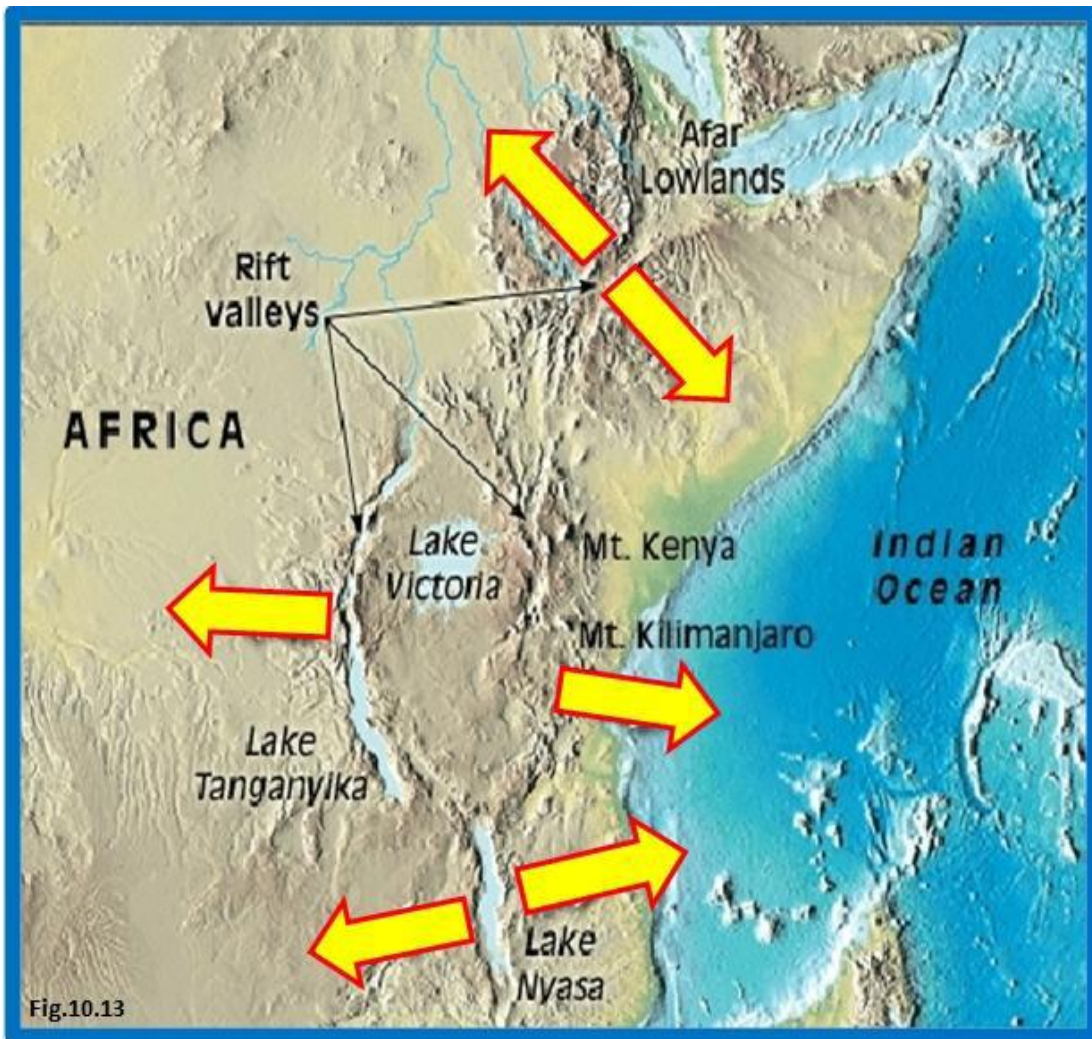 Afar
Lowlands
Rift
valleys
AFRICA
Lake
Victoria
Mt. Kenya
Indian
Ocean
Mt. Kilimanjaro
Lake
Tanganyika
Lake
Nyasa
Fig.10.13